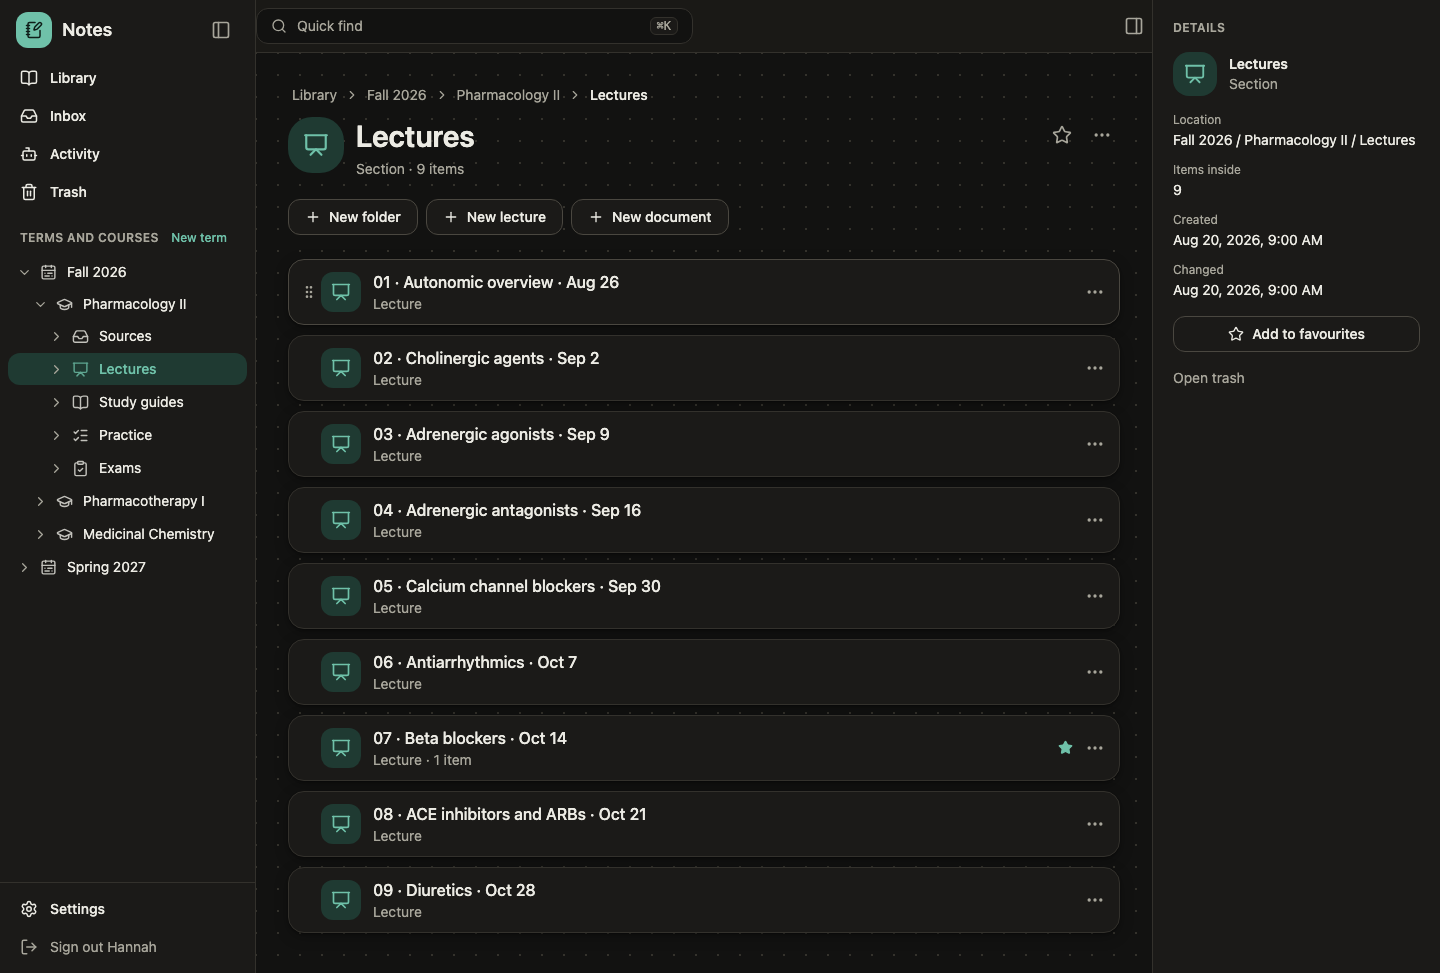 Notes
Library
Inbox
Activity
Trash
TERMS AND COURSES New term
Fall 2026
Pharmacology II
Sources
Lectures
Study guides
Practice
Exams
Pharmacotherapy I
Medicinal Chemistry
Spring 2027
Settings
Sign out Hannah
Quick find ⌘K
Library > Fall 2026 > Pharmacology II > Lectures
Lectures
Section · 9 items
+ New folder + New lecture + New document
01 · Autonomic overview · Aug 26
Lecture
02 · Cholinergic agents · Sep 2
Lecture
03 · Adrenergic agonists · Sep 9
Lecture
04 · Adrenergic antagonists · Sep 16
Lecture
05 · Calcium channel blockers · Sep 30
Lecture
06 · Antiarrhythmics · Oct 7
Lecture
07 · Beta blockers · Oct 14
Lecture · 1 item
08 · ACE inhibitors and ARBs · Oct 21
Lecture
09 · Diuretics · Oct 28
Lecture
DETAILS
Lectures
Section
Location
Fall 2026 / Pharmacology II / Lectures
Items inside
9
Created
Aug 20, 2026, 9:00 AM
Changed
Aug 20, 2026, 9:00 AM
Add to favourites
Open trash